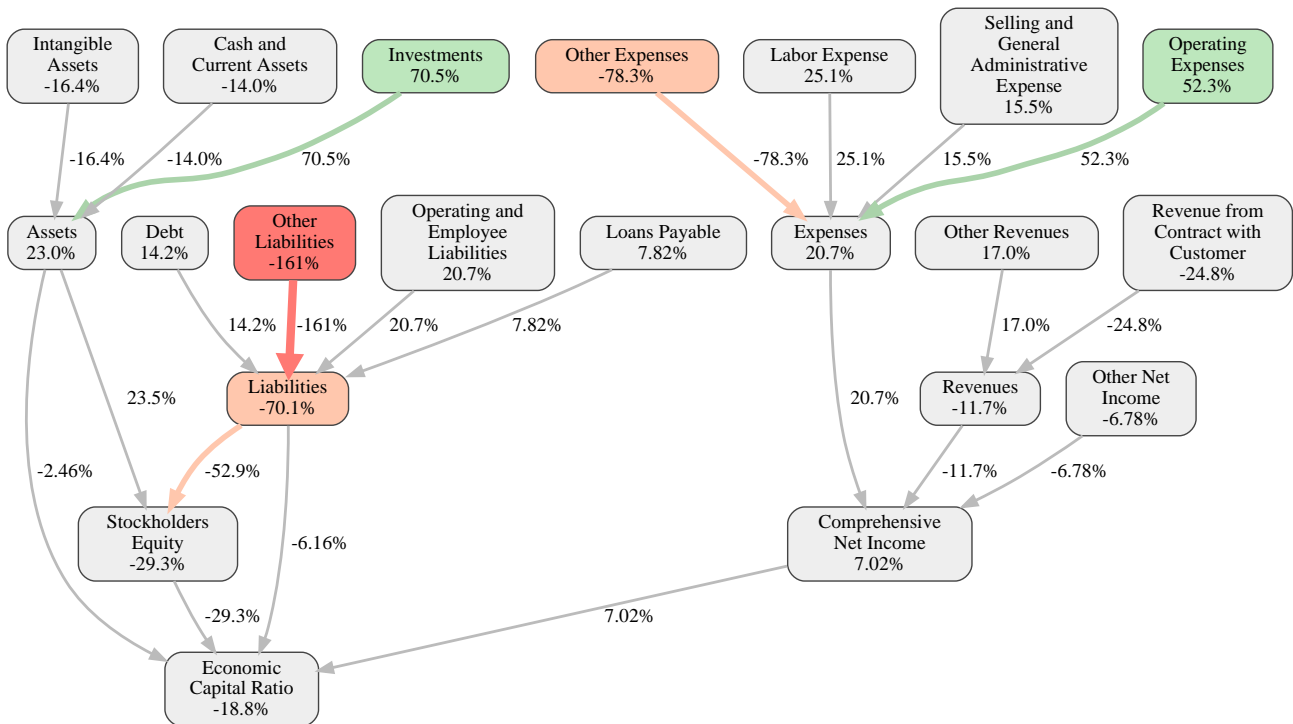 Intangible
Assets
-16.4%
Cash and
Current Assets
-14.0%
Investments
70.5%
Other Expenses
-78.3%
Labor Expense
25.1%
Selling and
General
Administrative
Expense
15.5%
Operating
Expenses
52.3%
-16.4%
-14.0%
70.5%
-78.3%
25.1%
15.5%
52.3%
Assets
23.0%
Debt
14.2%
Other
Liabilities
-161%
Operating and
Employee
Liabilities
20.7%
Loans Payable
7.82%
Expenses
20.7%
Other Revenues
17.0%
Revenue from
Contract with
Customer
-24.8%
14.2%
-161%
20.7%
7.82%
17.0%
-24.8%
Liabilities
-70.1%
Revenues
-11.7%
Other Net
Income
-6.78%
23.5%
20.7%
-2.46%
-52.9%
-11.7%
-6.78%
Stockholders
Equity
-29.3%
-6.16%
Comprehensive
Net Income
7.02%
-29.3%
7.02%
Economic
Capital Ratio
-18.8%